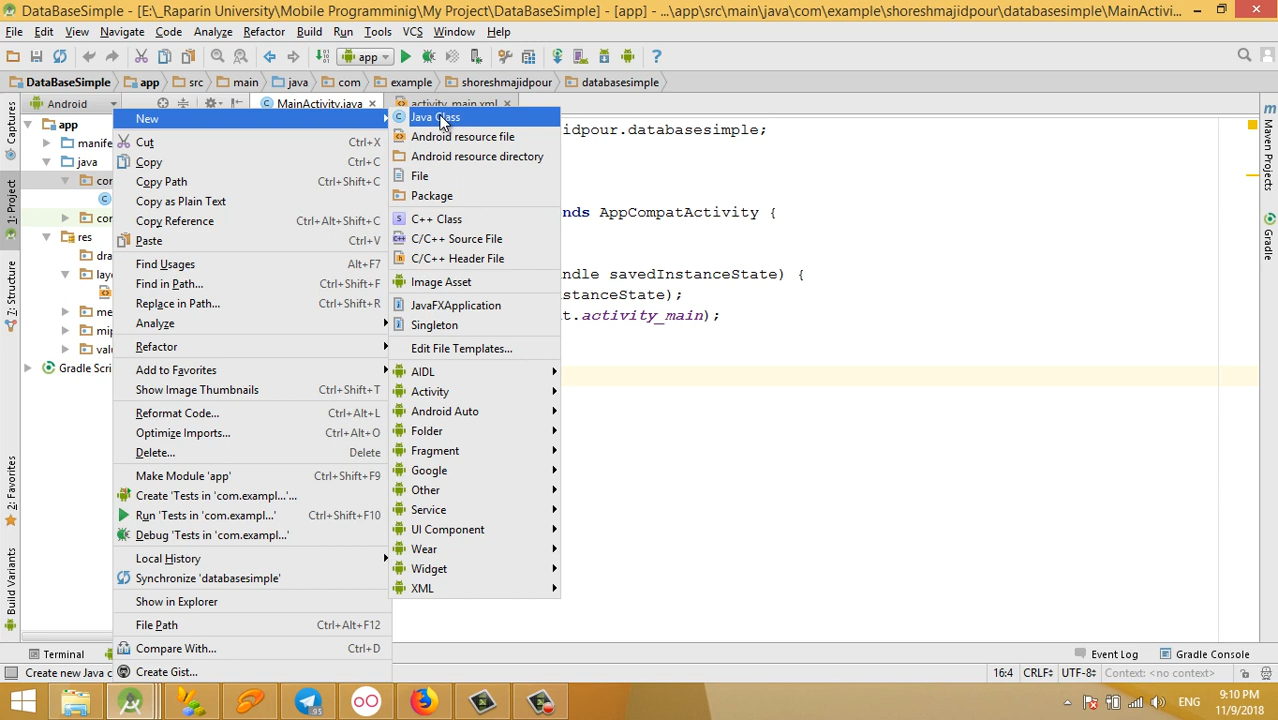 DataBaseSimple - [E:\_Raparin University\Mobile Programminig\My Project\DataBaseSimple] - [app] - ...\app\src\main\java\com\example\shoreshmajidpour\databasesimple\MainActivi...
File Edit View Navigate Code Analyze Refactor Build Run Tools VCS Window Help
app
DataBaseSimple app src main java com example shoreshmajidpour databasesimple
Android MainActivity.java activity_main.xml
app
manife
java
com
com
res
dra
laye
me
mip
valu
Gradle Scri
Captures
1: Project
7: Structure
2: Favorites
Build Variants
New
Cut Ctrl+X
Copy Ctrl+C
Copy Path Ctrl+Shift+C
Copy as Plain Text
Copy Reference Ctrl+Alt+Shift+C
Paste Ctrl+V
Find Usages Alt+F7
Find in Path... Ctrl+Shift+F
Replace in Path... Ctrl+Shift+R
Analyze
Refactor
Add to Favorites
Show Image Thumbnails Ctrl+Shift+T
Reformat Code... Ctrl+Alt+L
Optimize Imports... Ctrl+Alt+O
Delete... Delete
Make Module 'app' Ctrl+Shift+F9
Create 'Tests in 'com.exampl...'...
Run 'Tests in 'com.exampl...' Ctrl+Shift+F10
Debug 'Tests in 'com.exampl...'
Local History
Synchronize 'databasesimple'
Show in Explorer
File Path Ctrl+Alt+F12
Compare With... Ctrl+D
Create Gist...
Java Class
Android resource file
Android resource directory
File
Package
C++ Class
C/C++ Source File
C/C++ Header File
Image Asset
JavaFXApplication
Singleton
Edit File Templates...
AIDL
Activity
Android Auto
Folder
Fragment
Google
Other
Service
UI Component
Wear
Widget
XML
idpour.databasesimple;
nds AppCompatActivity {
ndle savedInstanceState) {
stanceState);
t.activity_main);
Maven Projects
Gradle
Terminal
Event Log Gradle Console
Create new Java c
16:4 CRLF UTF-8 Context: <no context>
93
ENG
9:10 PM
11/9/2018